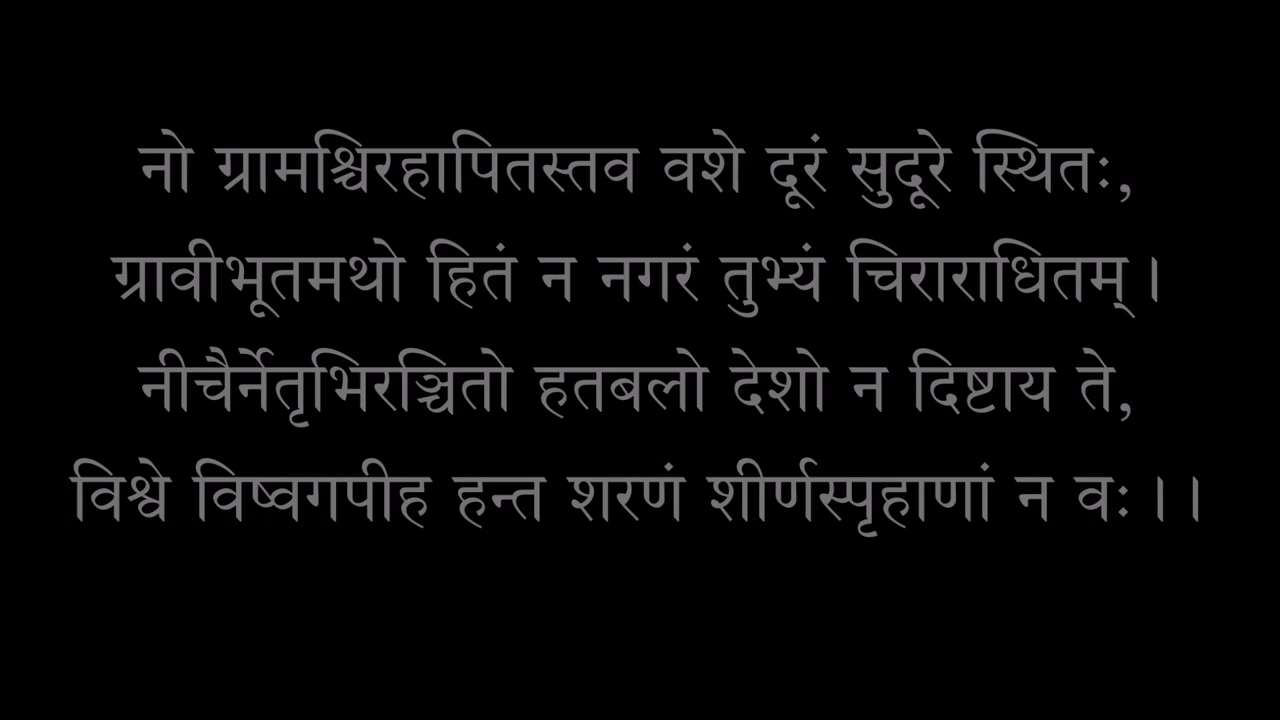 नो ग्रामश्चिरहापितस्तव वशे दूरं सुदूरे स्थितः,
ग्रावीभूतमथो हितं न नगरं तुभ्यं चिराराधितम् ।
नीचैर्नेतृभिरञ्चितो हतबलो देशो न दिष्टाय ते,
विश्वे विष्वगपीह हन्त शरणं शीर्णस्पृहाणां न वः । ।